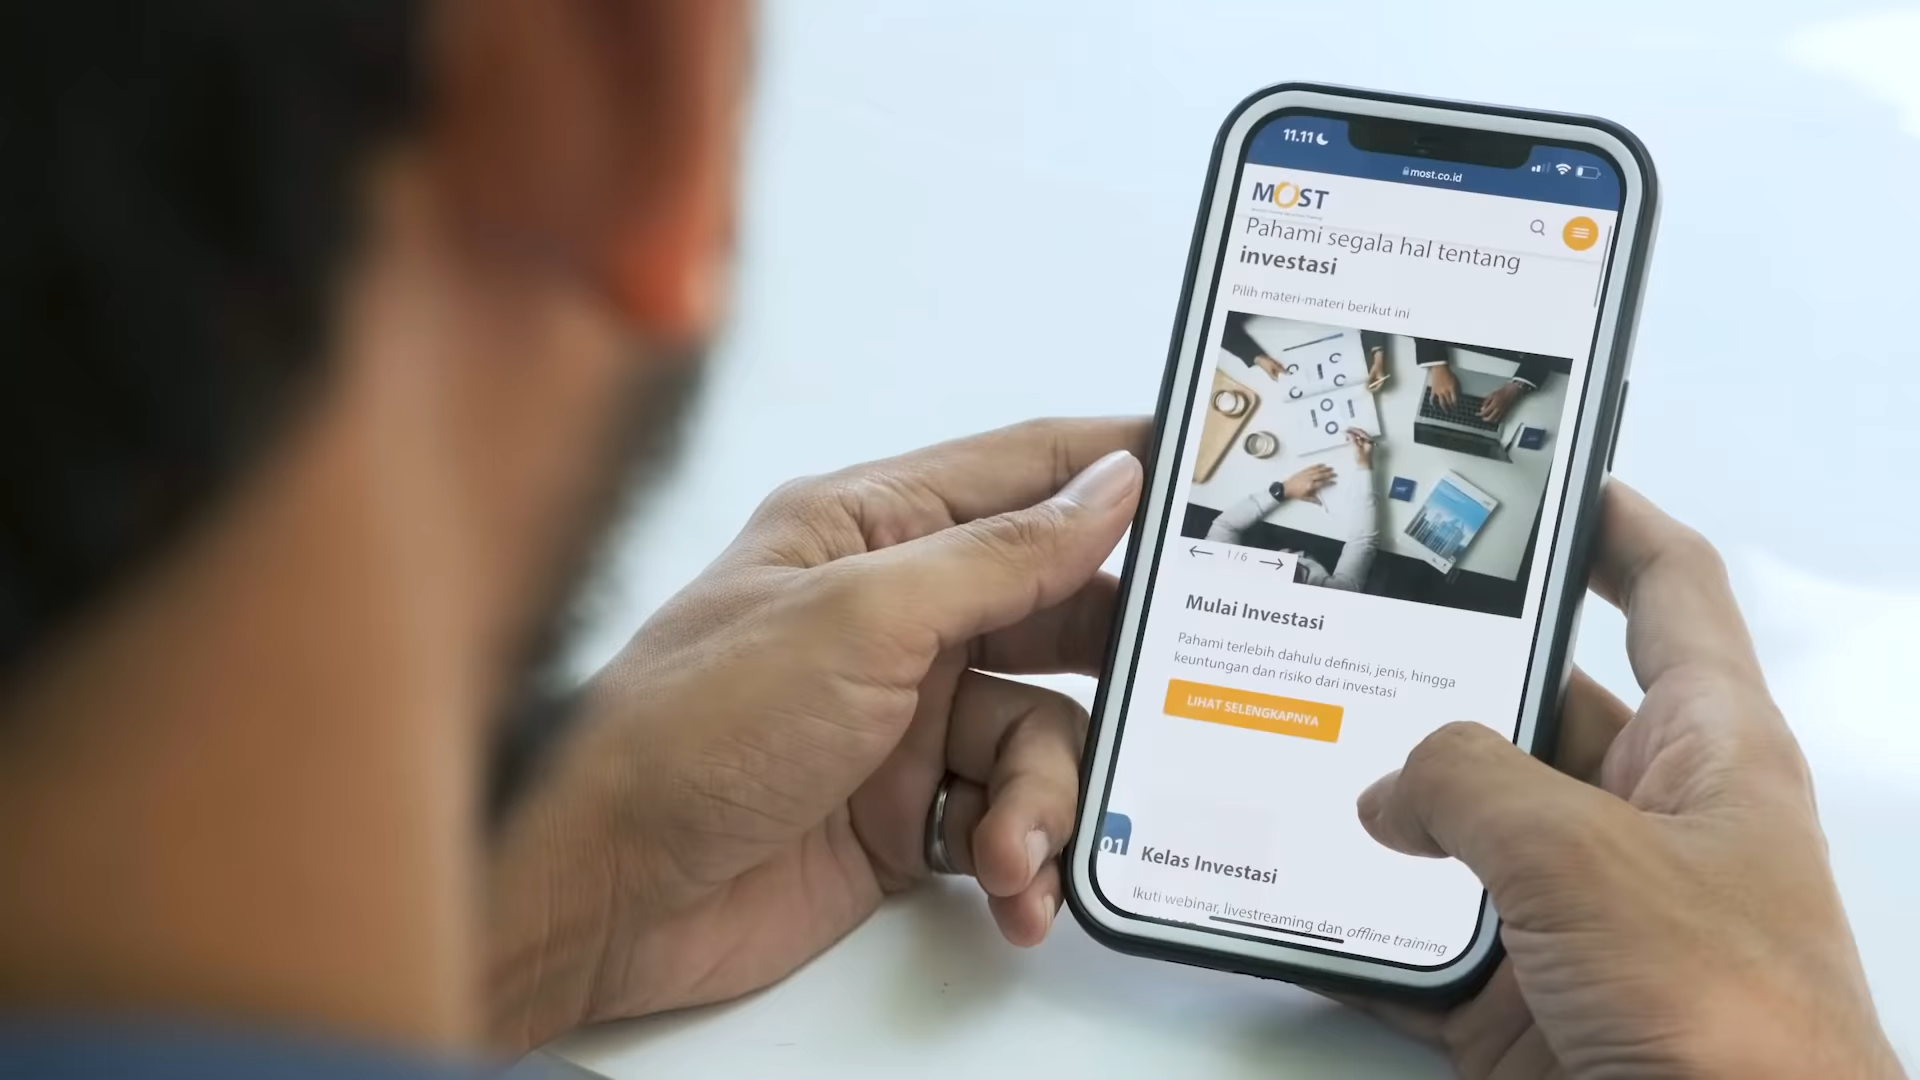 11.11
most.co.id
MOST
Pahami segala hal tentang
investasi
Pilih materi-materi berikut ini
1 / 6
Mulai Investasi
Pahami terlebih dahulu definisi, jenis, hingga
keuntungan dan risiko dari investasi
LIHAT SELENGKAPNYA
01
Kelas Investasi
Ikuti webinar, livestreaming dan offline training